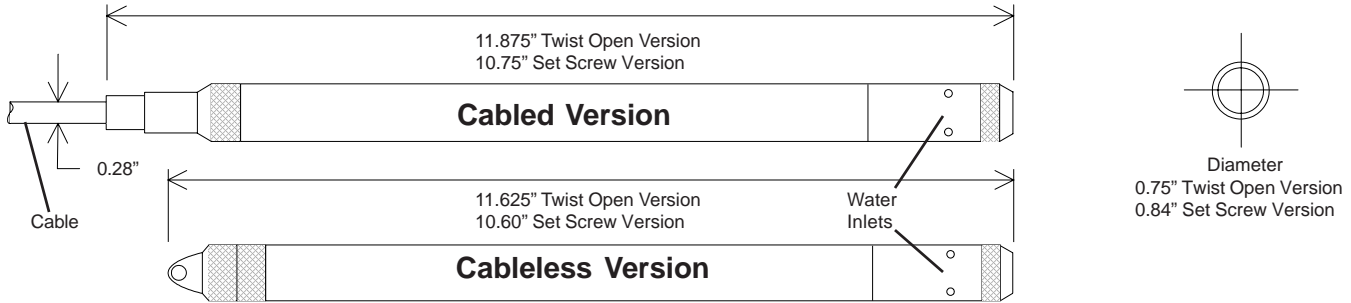 11.875” Twist Open Version
10.75” Set Screw Version
Cabled Version
0.28”
Cable
11.625” Twist Open Version
10.60” Set Screw Version
Water
Inlets
Cableless Version
Diameter
0.75” Twist Open Version
0.84” Set Screw Version